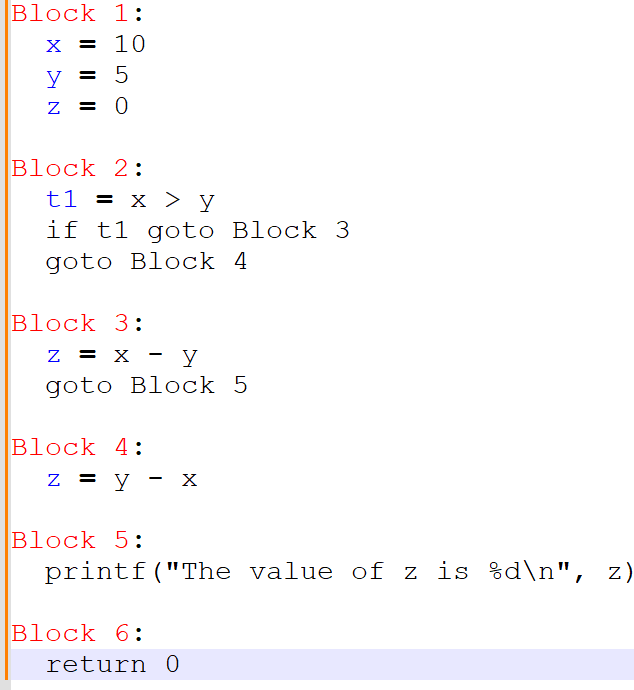 Block 1:
  x = 10
  y = 5
  z = 0

Block 2:
  t1 = x > y
  if t1 goto Block 3
  goto Block 4

Block 3:
  z = x - y
  goto Block 5

Block 4:
  z = y - x

Block 5:
  printf("The value of z is %d\n", z)

Block 6:
  return 0